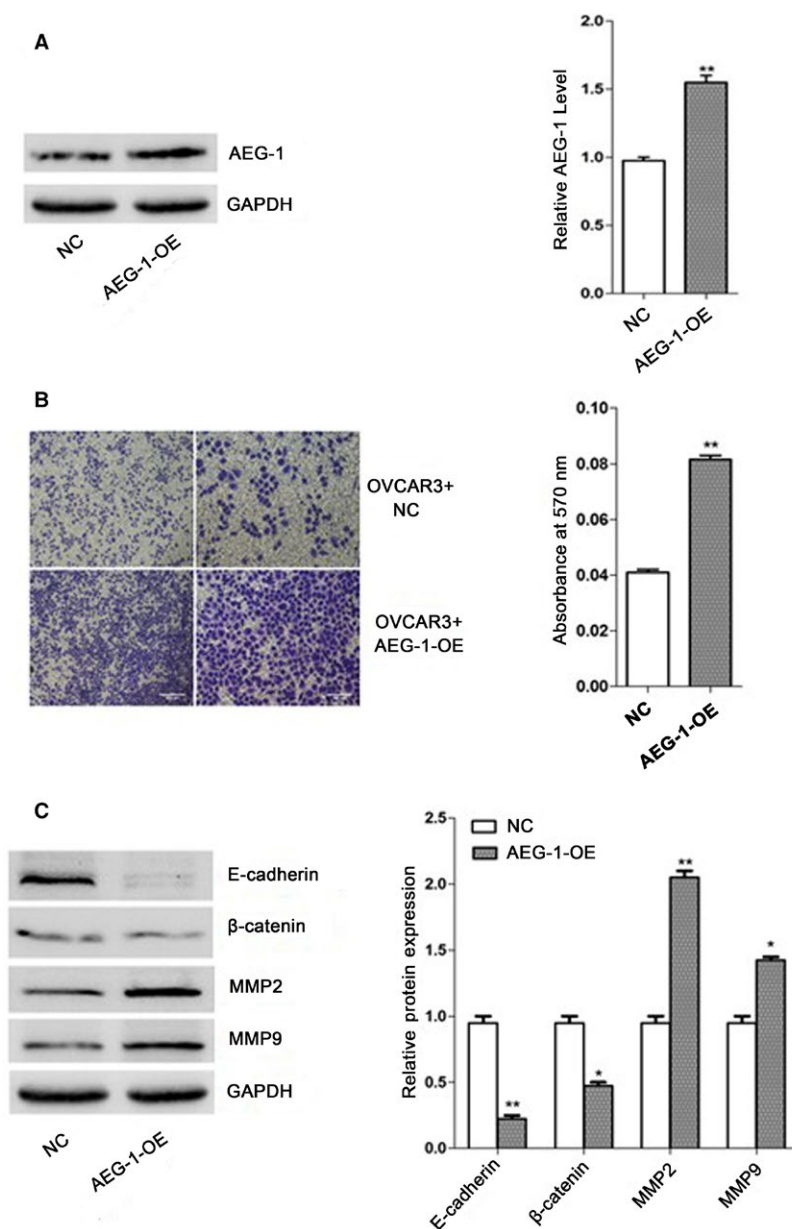 A
AEG-1
GAPDH
NC
AEG-1-OE
Relative AEG-1 Level
2.0
1.5
1.0
0.5
0.0
**
NC
AEG-1-OE
B
OVCAR3+
NC
OVCAR3+
AEG-1-OE
Absorbance at 570 nm
0.10
0.08
0.06
0.04
0.02
0.00
**
NC
AEG-1-OE
C
E-cadherin
β-catenin
MMP2
MMP9
GAPDH
NC
AEG-1-OE
Relative protein expression
2.5
2.0
1.5
1.0
0.5
0.0
NC
AEG-1-OE
**
*
**
*
E-cadherin
β-catenin
MMP2
MMP9